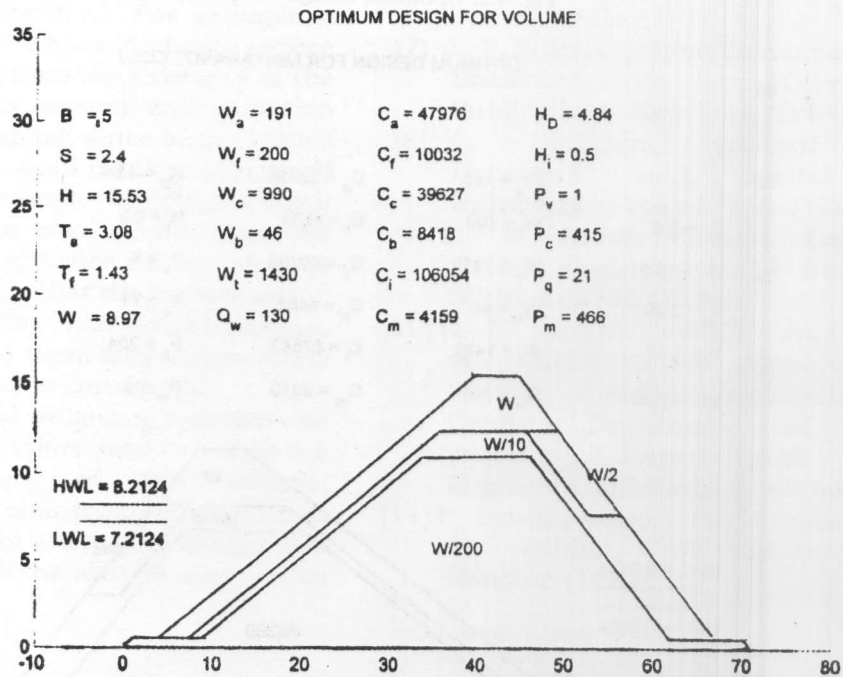 OPTIMUM DESIGN FOR VOLUME
35
30
25
20
15
10
5
0
B = 5 W_a = 191 C_a = 47976 H_D = 4.84
S = 2.4 W_f = 200 C_f = 10032 H_i = 0.5
H = 15.53 W_c = 990 C_c = 39627 P_v = 1
T_a = 3.08 W_b = 46 C_b = 8418 P_c = 415
T_f = 1.43 W_i = 1430 C_i = 106054 P_q = 21
W = 8.97 Q_w = 130 C_m = 4159 P_m = 466
W
W/10
W/2
HWL = 8.2124
LWL = 7.2124
W/200
-10 0 10 20 30 40 50 60 70 80